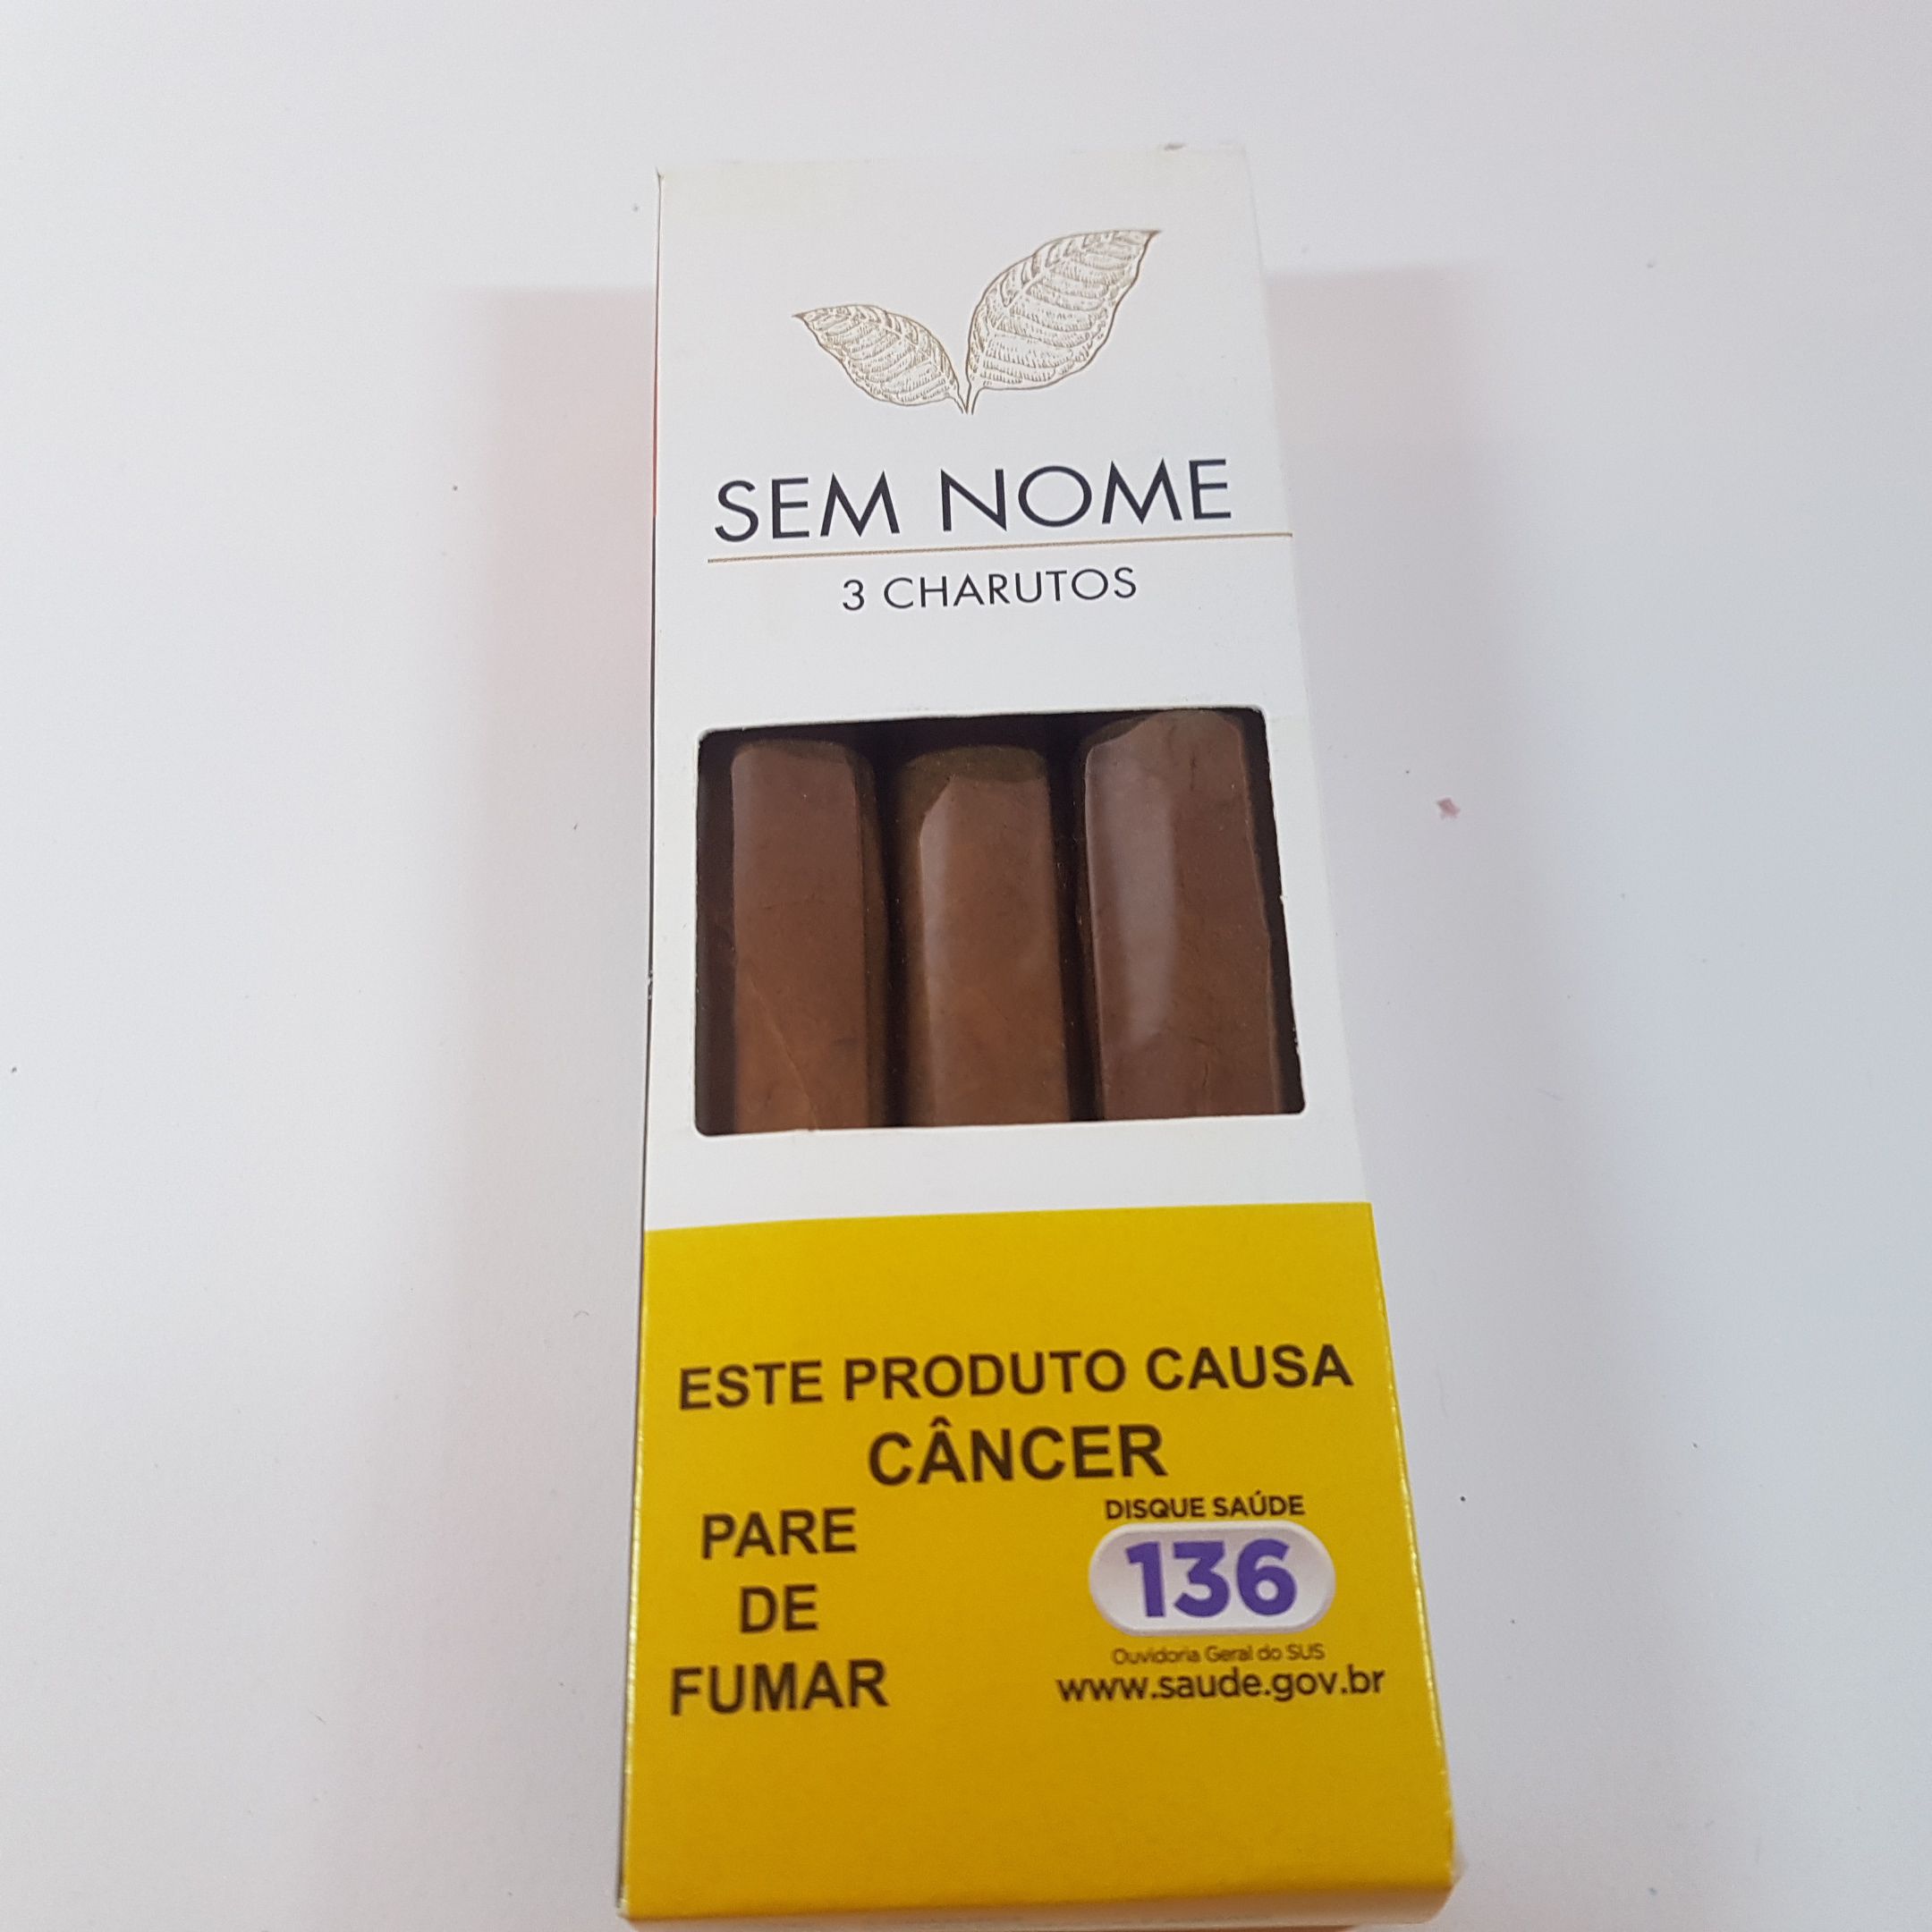 SEM NOME
3 CHARUTOS
ESTE PRODUTO CAUSA
CÂNCER
PARE
DE
FUMAR
DISQUE SAÚDE
136
Ouvidoria Geral do SUS
www.saude.gov.br